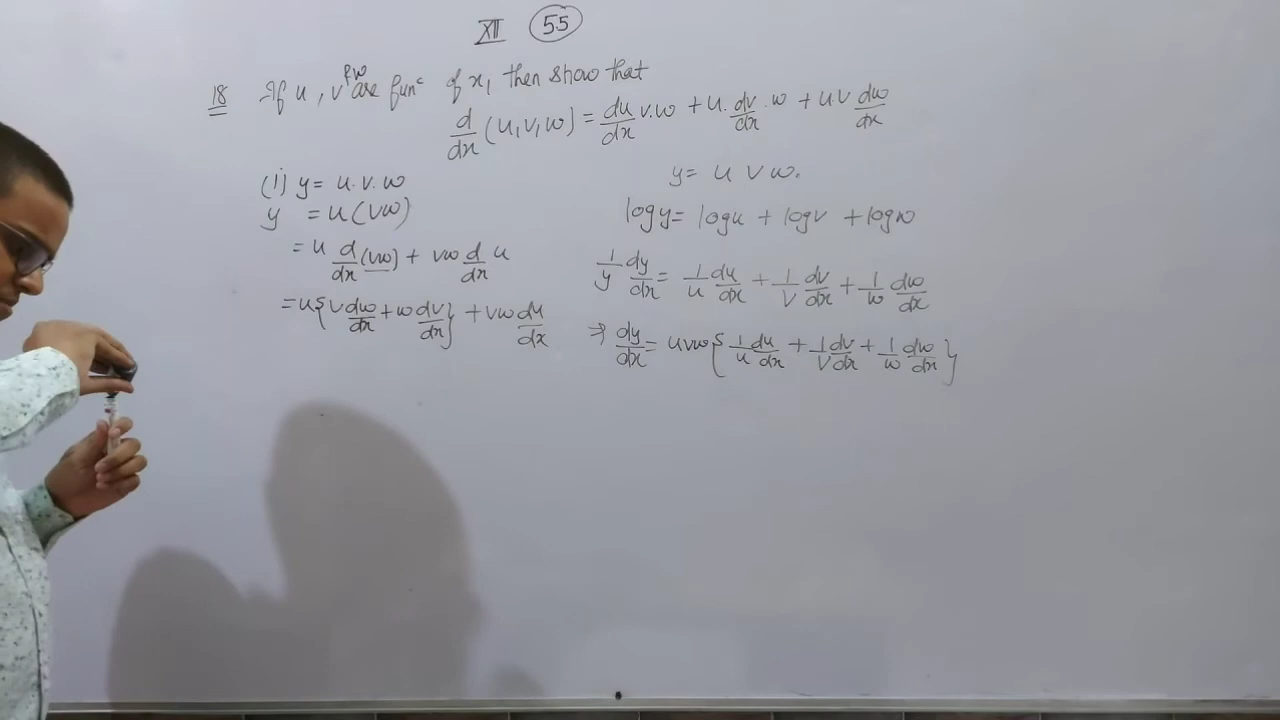 XII 55
18 If u, v & w are func of x, then show that
d/dx (u, v, w) = du/dx v.w + u. dv/dx . w + u.v dw/dx
(1) y = u.v.w
y = u(vw)
= u d/dx (vw) + vw d/dx u
= u{v dw/dx + w dv/dx} + vw du/dx
y = u v w.
log y = log u + log v + log w
1/y dy/dx = 1/u du/dx + 1/v dv/dx + 1/w dw/dx
⇒ dy/dx = uvw{1/u du/dx + 1/v dv/dx + 1/w dw/dx}